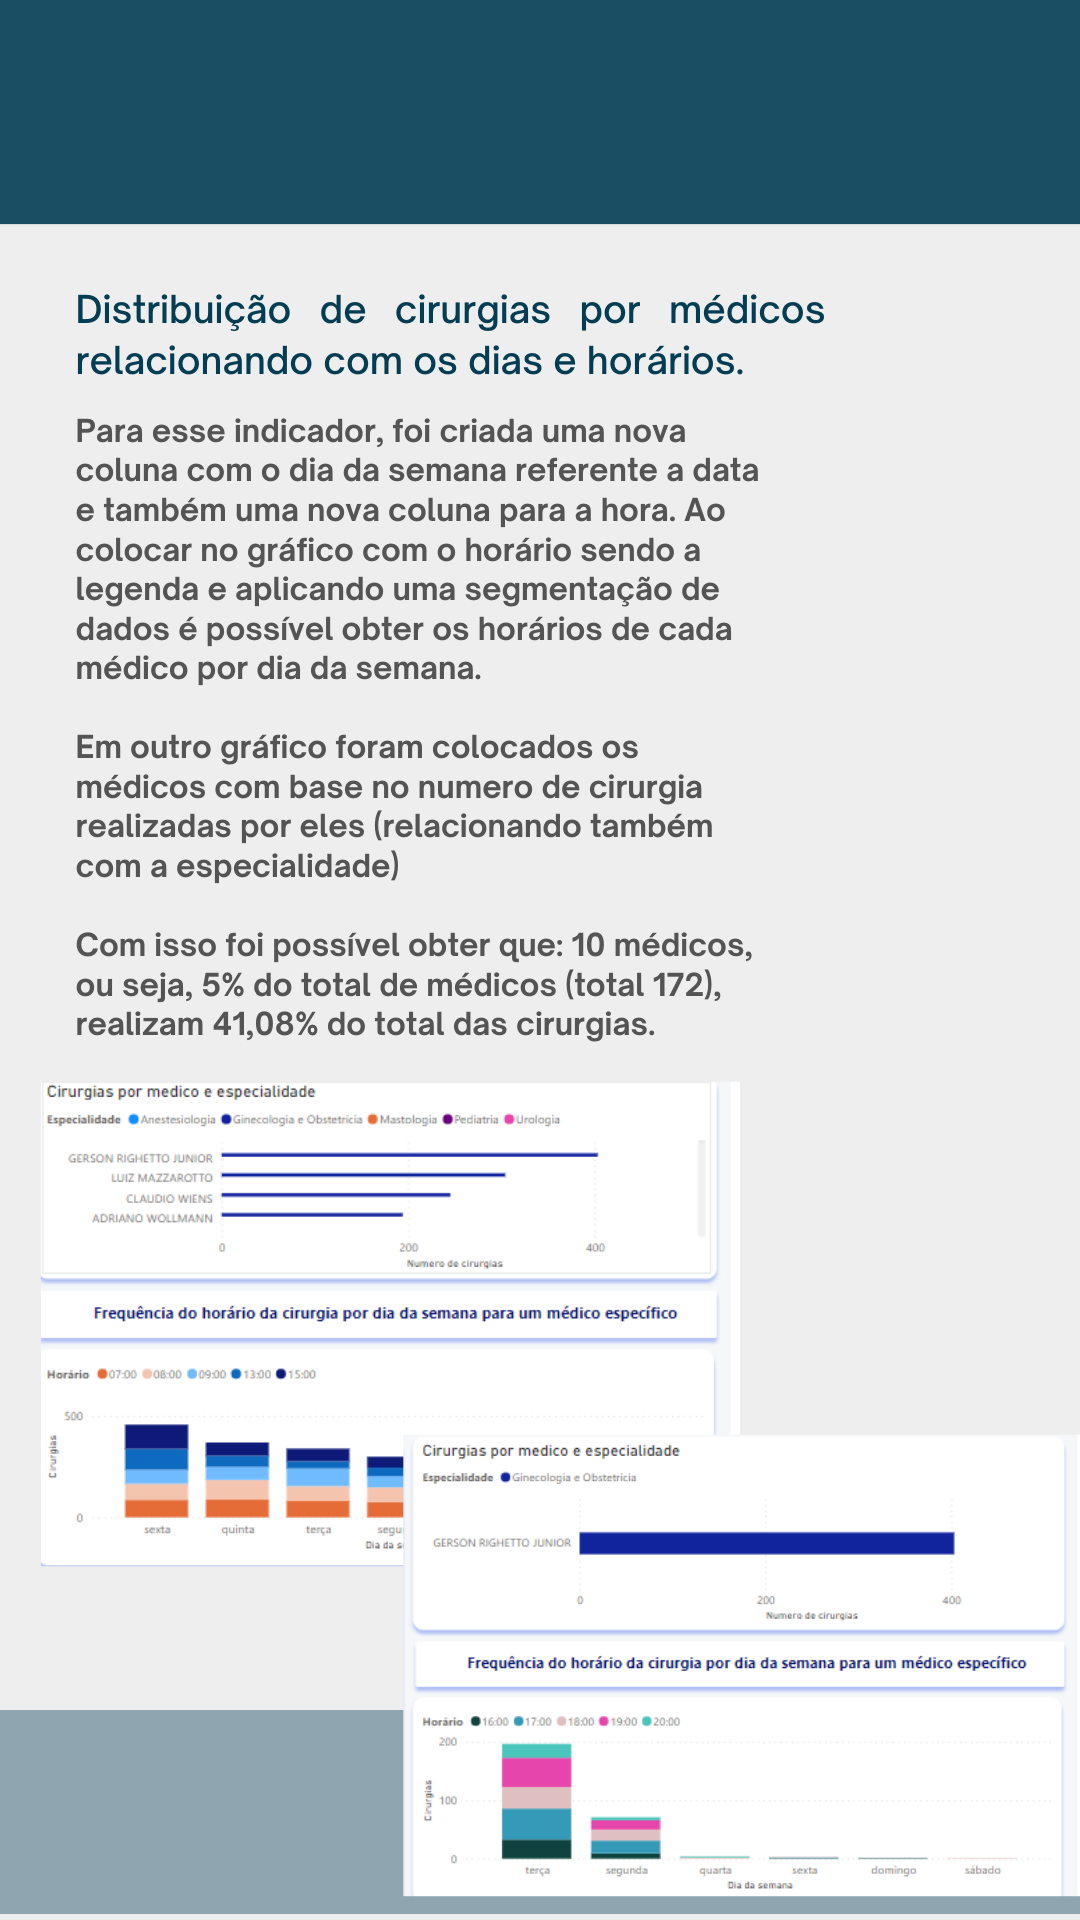 Distribuição de cirurgias por médicos
relacionando com os dias e horários.
Para esse indicador, foi criada uma nova
coluna com o dia da semana referente a data
e também uma nova coluna para a hora. Ao
colocar no gráfico com o horário sendo a
legenda e aplicando uma segmentação de
dados é possível obter os horários de cada
médico por dia da semana.
Em outro gráfico foram colocados os
médicos com base no numero de cirurgia
realizadas por eles (relacionando também
com a especialidade)
Com isso foi possível obter que: 10 médicos,
ou seja, 5% do total de médicos (total 172),
realizam 41,08% do total das cirurgias.
Cirurgias por medico e especialidade
Especialidade Anestesiologia Ginecologia e Obstetricia Mastologia Pediatria Urologia
GERSON RIGHETTO JUNIOR
LUIZ MAZZAROTTO
CLAUDIO WIENS
ADRIANO WOLLMANN
0 200 400
Numero de cirurgias
Frequência do horário da cirurgia por dia da semana para um médico específico
Horário 07:00 08:00 09:00 13:00 15:00
500
Cirurgias
0
sexta quinta terça segu
Dia da s
Cirurgias por medico e especialidade
Especialidade Ginecologia e Obstetricia
GERSON RIGHETTO JUNIOR
0 200 400
Numero de cirurgias
Frequência do horário da cirurgia por dia da semana para um médico específico
Horário 16:00 17:00 18:00 19:00 20:00
200
Cirurgias
100
0
terça segunda quarta sexta domingo sábado
Dia da semana